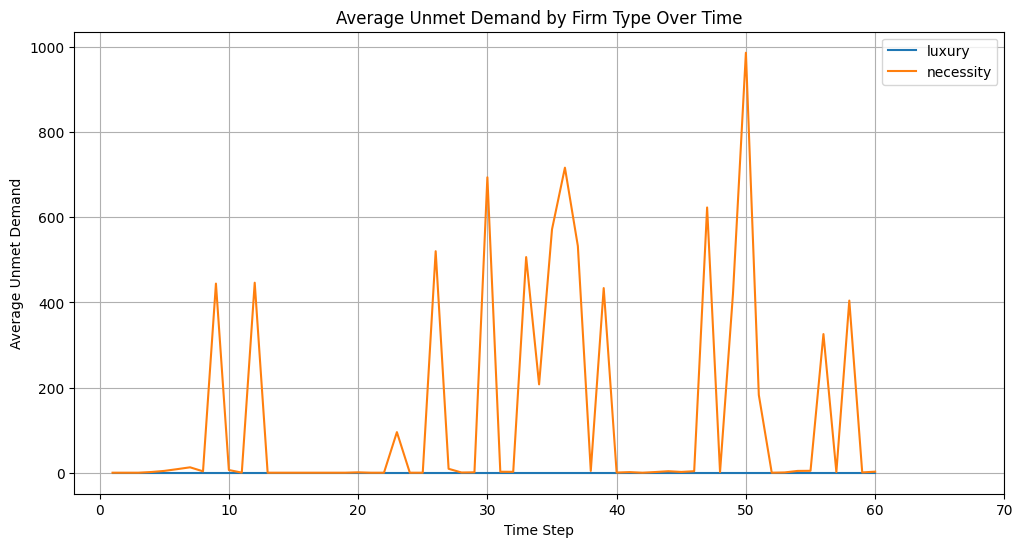 Average Unmet Demand by Firm Type Over Time
luxury
necessity
Average Unmet Demand
1000
800
600
400
200
0
0 10 20 30 40 50 60 70
Time Step